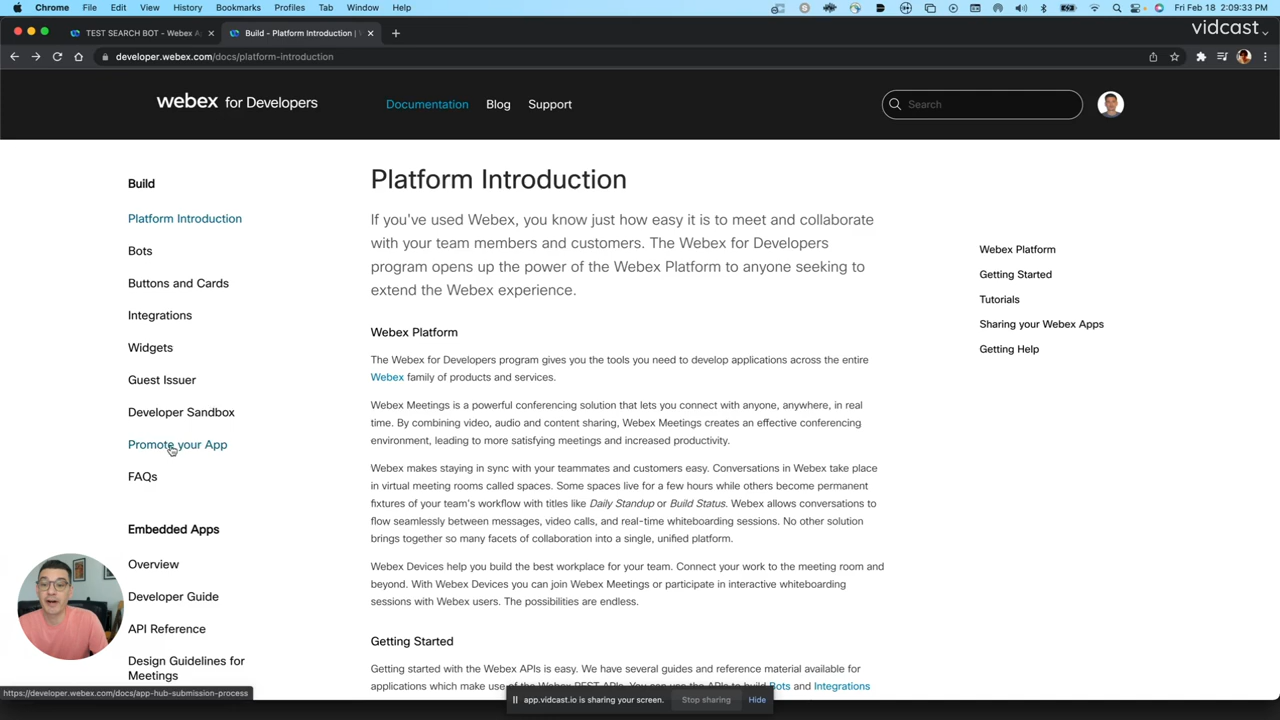 Chrome File Edit View History Bookmarks Profiles Tab Window Help Fri Feb 18 2:09:33 PM
TEST SEARCH BOT - Webex A Build - Platform Introduction | vidcast
developer.webex.com/docs/platform-introduction
webex for Developers Documentation Blog Support Search
Build
Platform Introduction
Bots
Buttons and Cards
Integrations
Widgets
Guest Issuer
Developer Sandbox
Promote your App
FAQs
Embedded Apps
Overview
Developer Guide
API Reference
Design Guidelines for
Meetings
https://developer.webex.com/docs/app-hub-submission-process
Platform Introduction
If you've used Webex, you know just how easy it is to meet and collaborate
with your team members and customers. The Webex for Developers
program opens up the power of the Webex Platform to anyone seeking to
extend the Webex experience.
Webex Platform
The Webex for Developers program gives you the tools you need to develop applications across the entire
Webex family of products and services.
Webex Meetings is a powerful conferencing solution that lets you connect with anyone, anywhere, in real
time. By combining video, audio and content sharing, Webex Meetings creates an effective conferencing
environment, leading to more satisfying meetings and increased productivity.
Webex makes staying in sync with your teammates and customers easy. Conversations in Webex take place
in virtual meeting rooms called spaces. Some spaces live for a few hours while others become permanent
fixtures of your team's workflow with titles like Daily Standup or Build Status. Webex allows conversations to
flow seamlessly between messages, video calls, and real-time whiteboarding sessions. No other solution
brings together so many facets of collaboration into a single, unified platform.
Webex Devices help you build the best workplace for your team. Connect your work to the meeting room and
beyond. With Webex Devices you can join Webex Meetings or participate in interactive whiteboarding
sessions with Webex users. The possibilities are endless.
Getting Started
Getting started with the Webex APIs is easy. We have several guides and reference material available for
applications which make use of the Webex REST APIs. You can use the APIs to build Bots and Integrations
app.vidcast.io is sharing your screen. Stop sharing Hide
Webex Platform
Getting Started
Tutorials
Sharing your Webex Apps
Getting Help